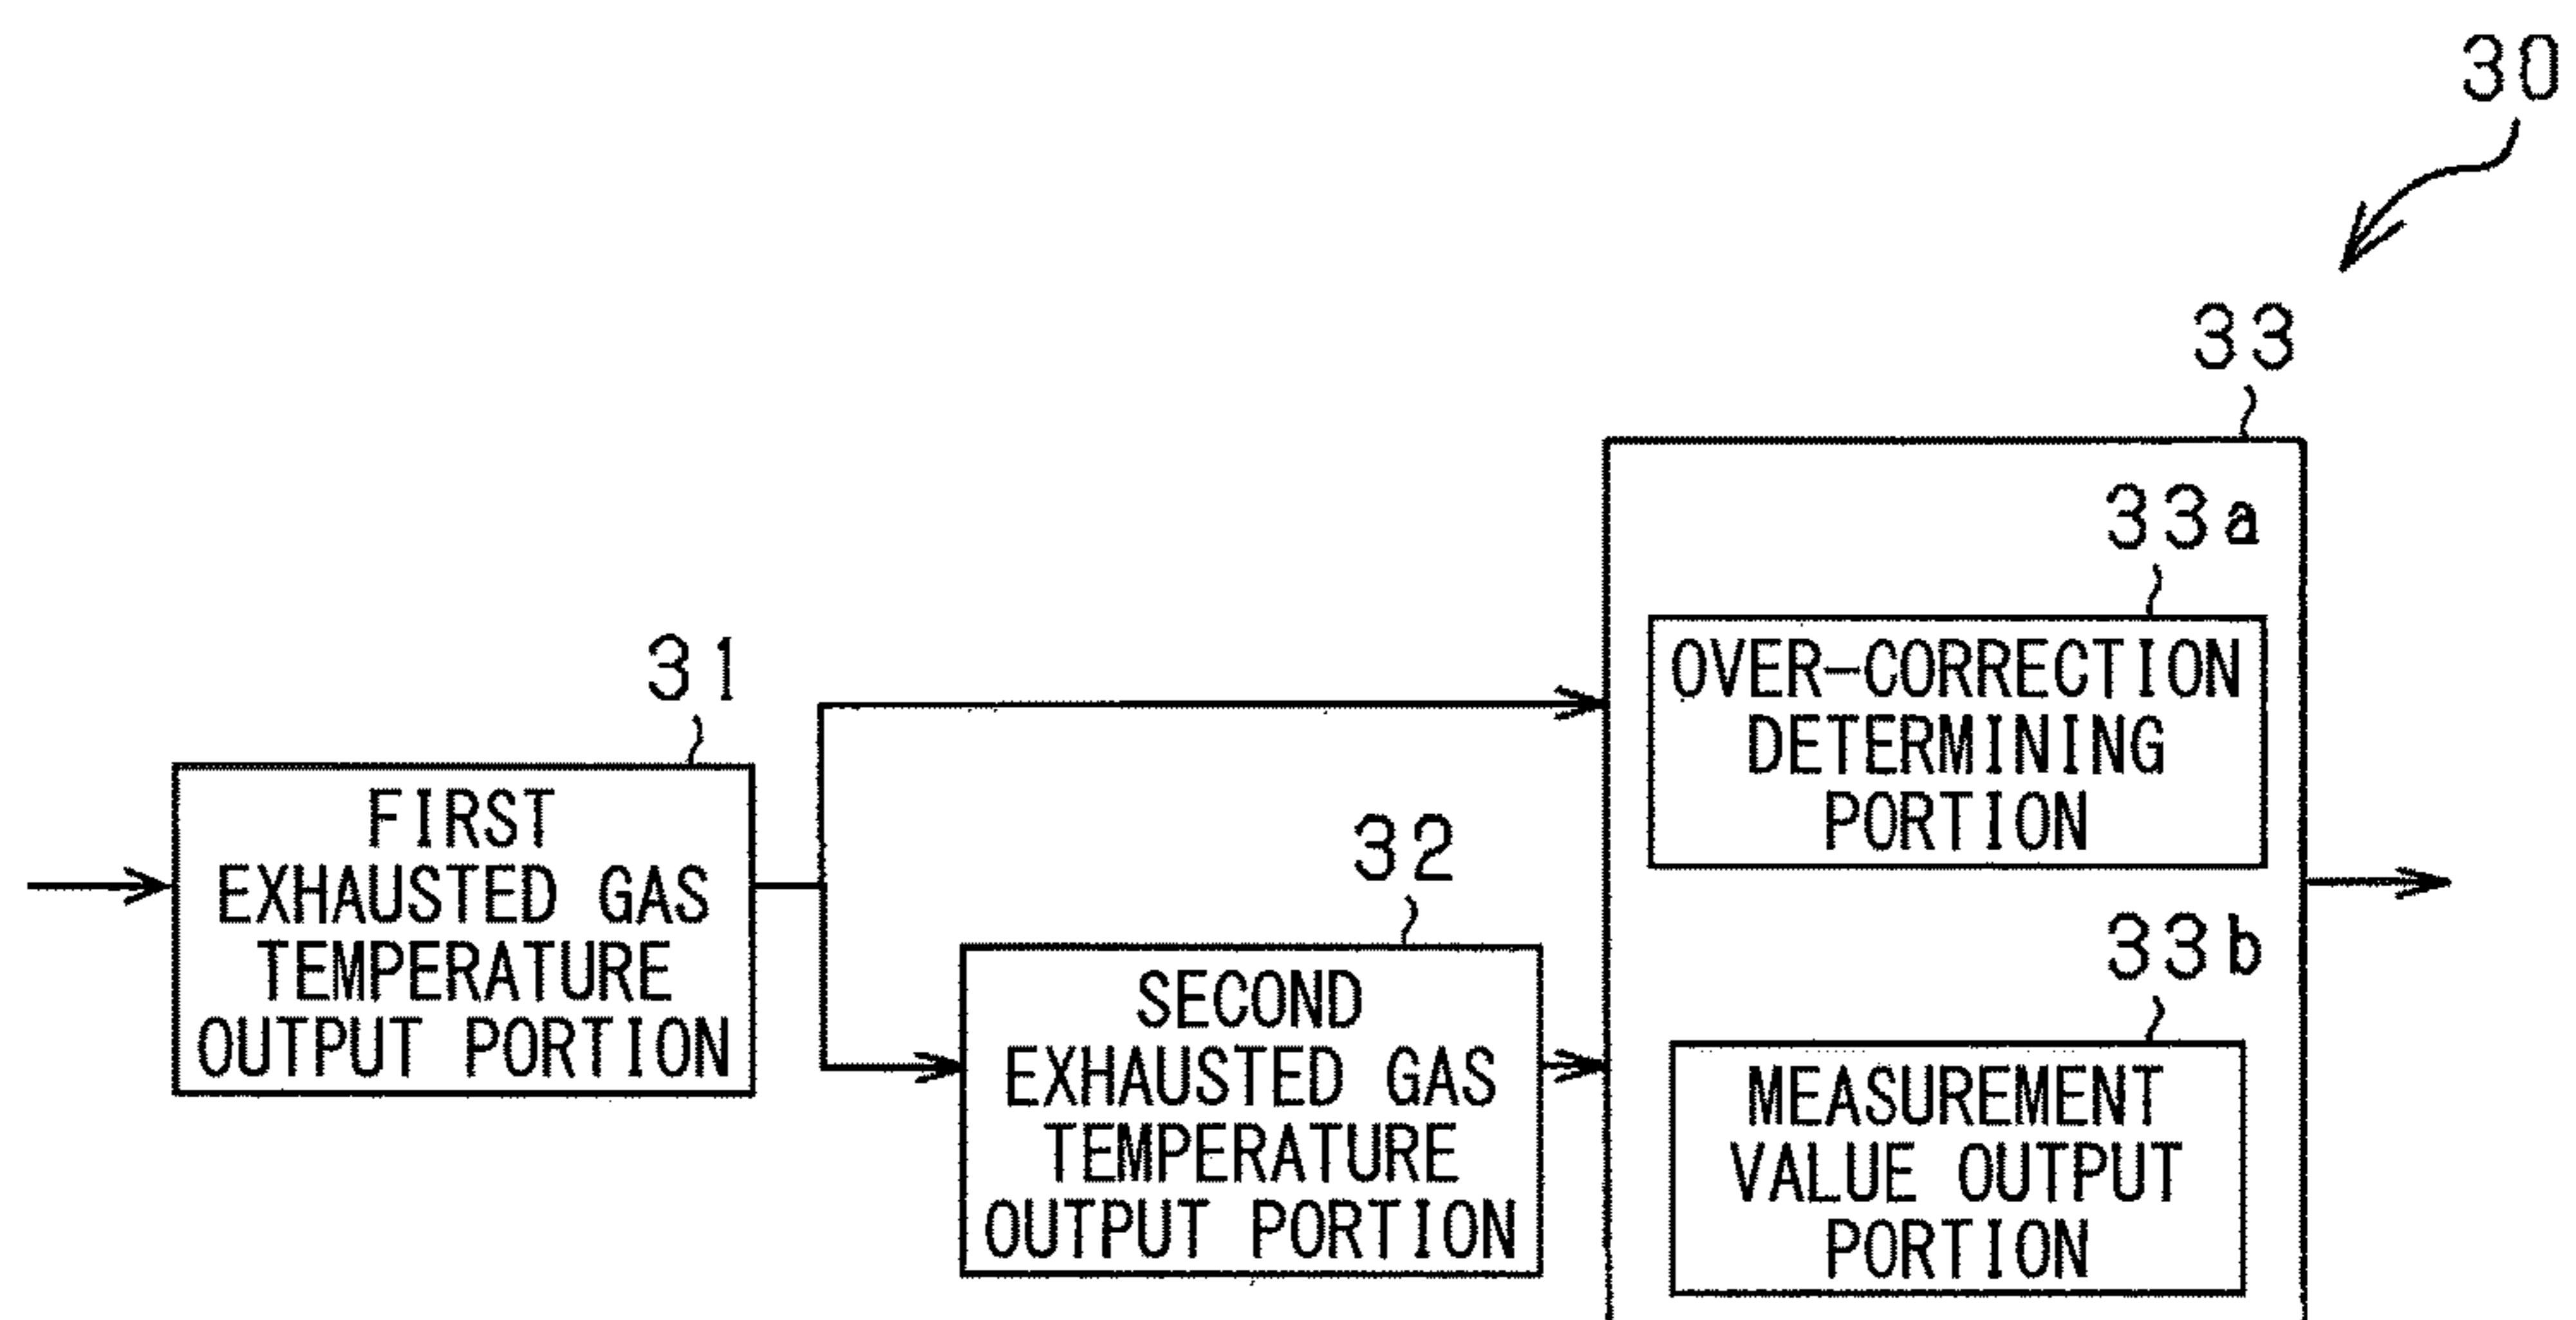 30
33
33a
OVER-CORRECTION
DETERMINING
PORTION
31
FIRST
EXHAUSTED GAS
TEMPERATURE
OUTPUT PORTION
32
SECOND
EXHAUSTED GAS
TEMPERATURE
OUTPUT PORTION
33b
MEASUREMENT
VALUE OUTPUT
PORTION